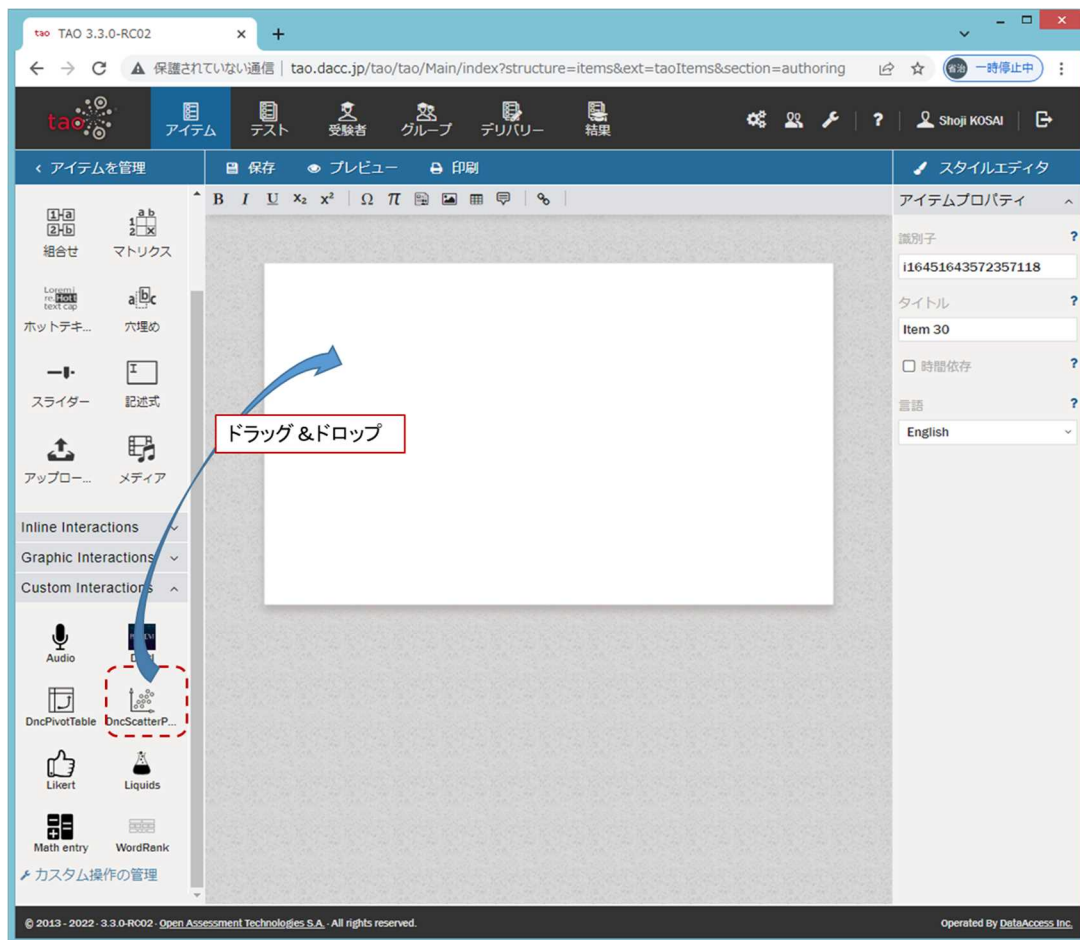 tao TAO 3.3.0-RC02
保護されていない通信 | tao.dacc.jp/tao/tao/Main/index?structure=items&ext=taoItems&section=authoring
省治 一時停止中
tao
アイテム テスト 受験者 グループ デリバリー 結果
? Shoji KOSAI
アイテムを管理 保存 プレビュー 印刷 スタイルエディタ
B I U x₂ x² Ω π
アイテムプロパティ
組合せ マトリクス
識別子 ?
i16451643572357118
タイトル ?
Item 30
時間依存 ?
言語 ?
English
ホットテキ... 穴埋め
スライダー 記述式
ドラッグ &ドロップ
アップロー... メディア
Inline Interactions
Graphic Interactions
Custom Interactions
Audio
DncPivotTable DncScatterP...
Likert Liquids
Math entry WordRank
カスタム操作の管理
© 2013 - 2022 · 3.3.0-RC02 · Open Assessment Technologies S.A. · All rights reserved.
Operated By DataAccess Inc.